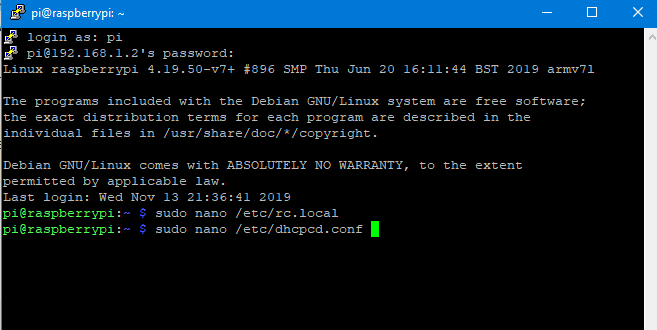 pi@raspberrypi: ~
login as: pi
pi@192.168.1.2's password:
Linux raspberrypi 4.19.50-v7+ #896 SMP Thu Jun 20 16:11:44 BST 2019 armv7l
The programs included with the Debian GNU/Linux system are free software;
the exact distribution terms for each program are described in the
individual files in /usr/share/doc/*/copyright.
Debian GNU/Linux comes with ABSOLUTELY NO WARRANTY, to the extent
permitted by applicable law.
Last login: Wed Nov 13 21:36:41 2019
pi@raspberrypi:~ $ sudo nano /etc/rc.local
pi@raspberrypi:~ $ sudo nano /etc/dhcpcd.conf